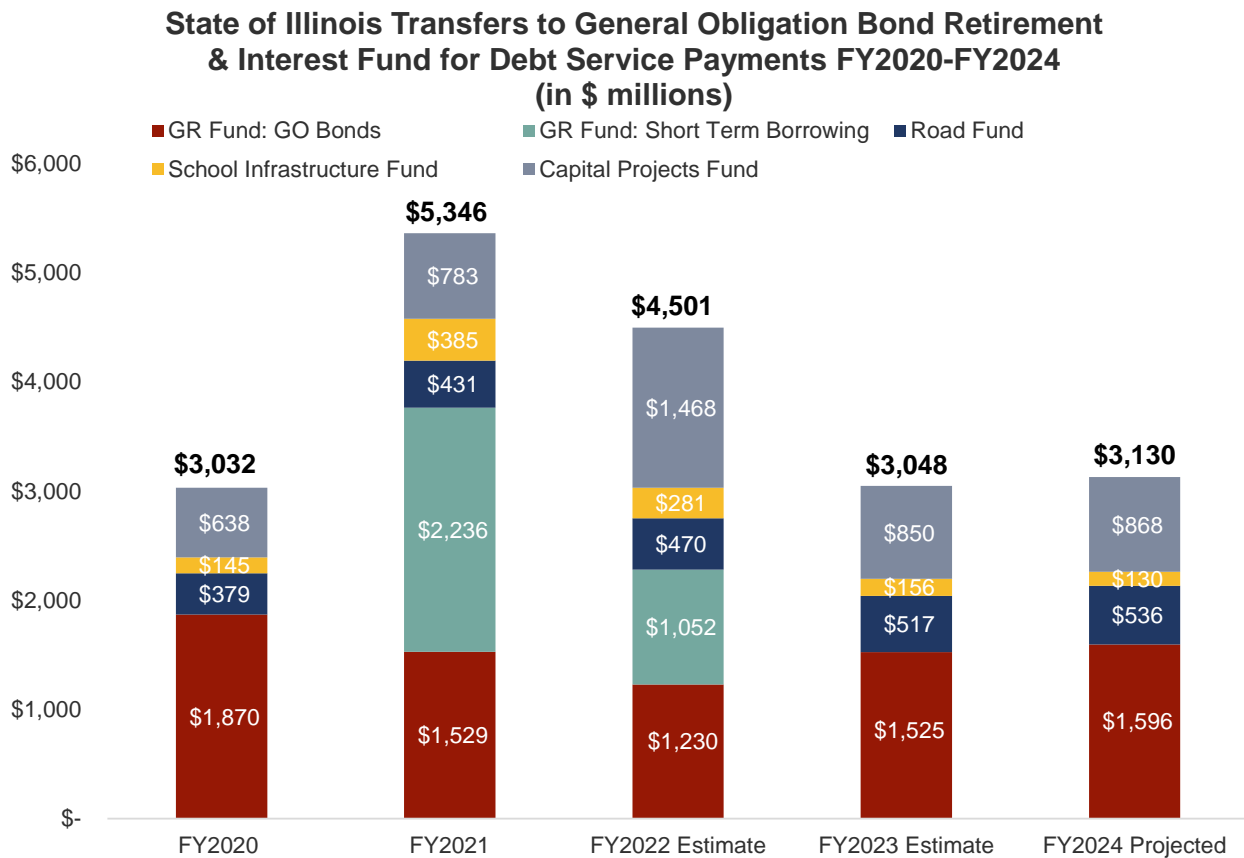 State of Illinois Transfers to General Obligation Bond Retirement
& Interest Fund for Debt Service Payments FY2020-FY2024
(in $ millions)
GR Fund: GO Bonds
GR Fund: Short Term Borrowing
Road Fund
School Infrastructure Fund
Capital Projects Fund
$6,000
$5,000
$4,000
$3,000
$2,000
$1,000
$-
$3,032
$638
$145
$379
$1,870
$5,346
$783
$385
$431
$2,236
$1,529
$4,501
$1,468
$281
$470
$1,052
$1,230
$3,048
$850
$156
$517
$1,525
$3,130
$868
$130
$536
$1,596
FY2020
FY2021
FY2022 Estimate
FY2023 Estimate
FY2024 Projected